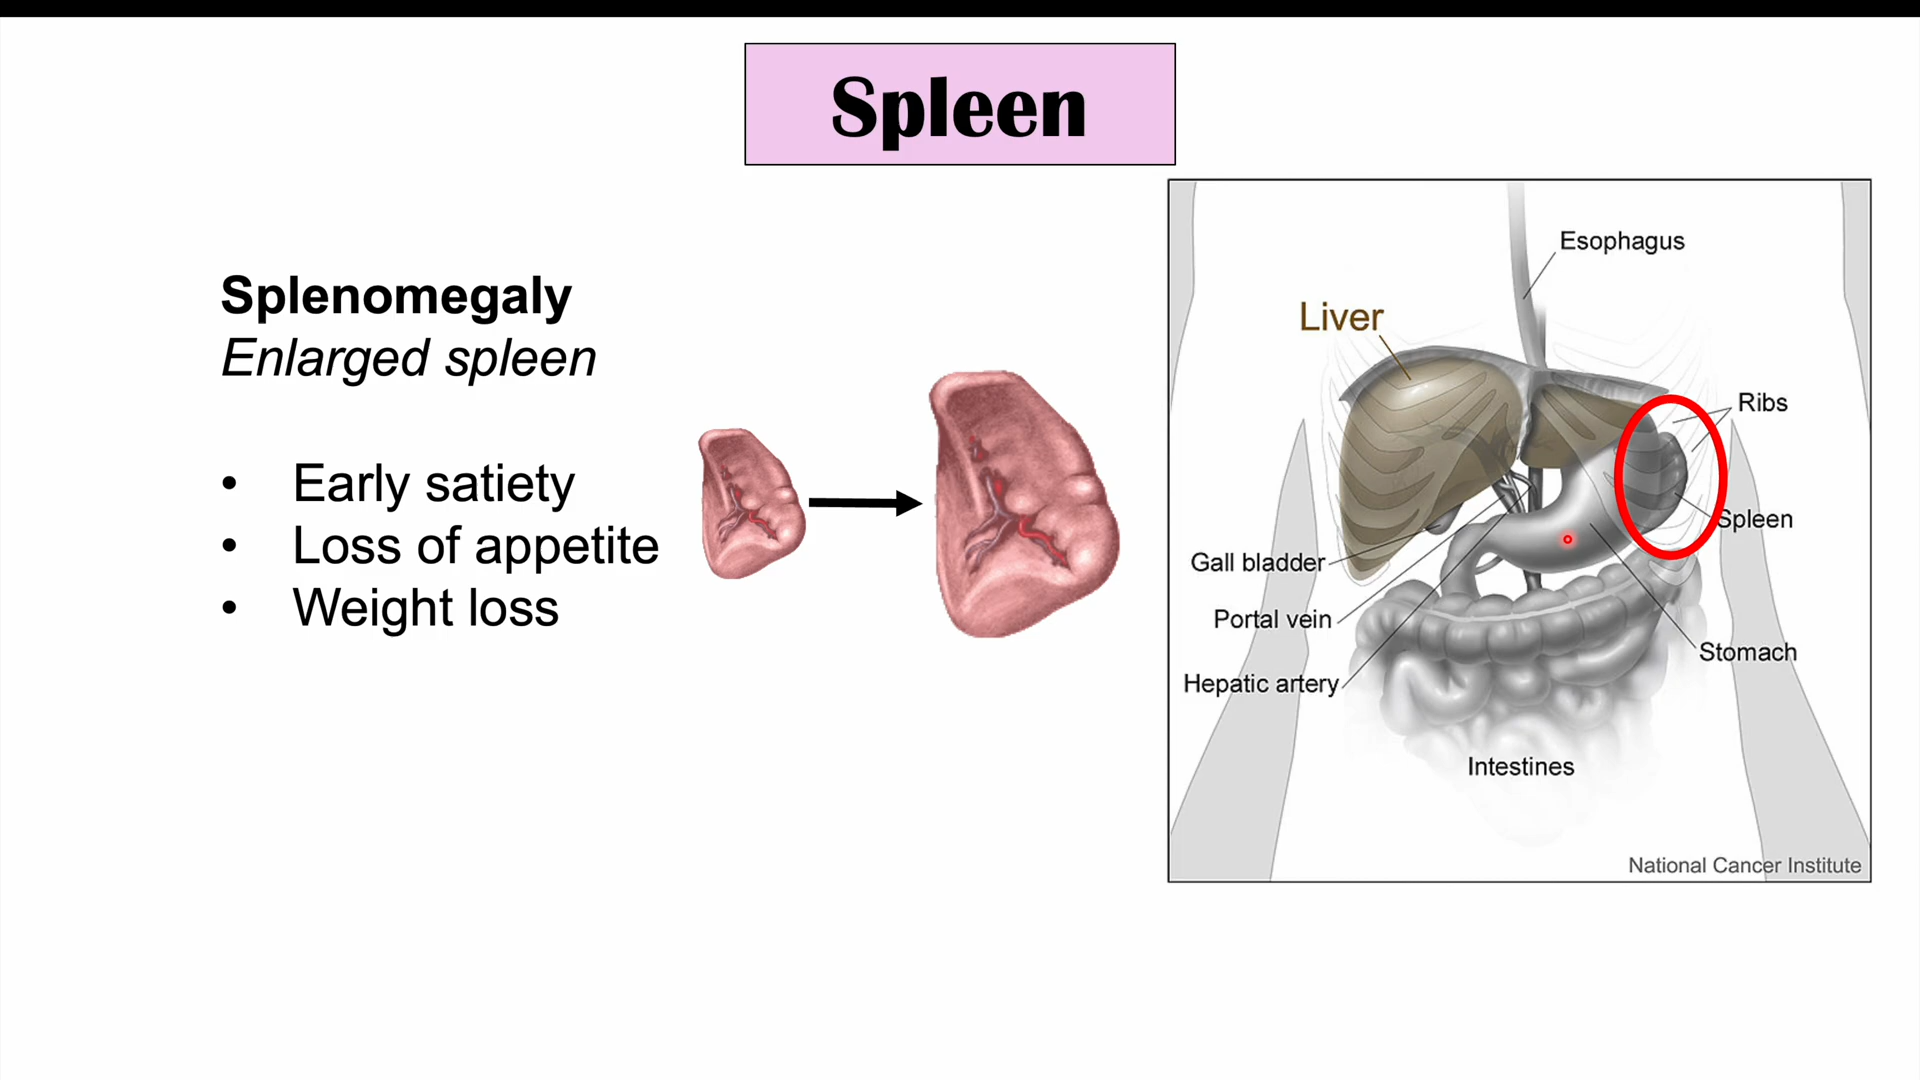 Spleen
Splenomegaly
Enlarged spleen
• Early satiety
• Loss of appetite
• Weight loss
Esophagus
Liver
Ribs
Spleen
Gall bladder
Portal vein
Stomach
Hepatic artery
Intestines
National Cancer Institute